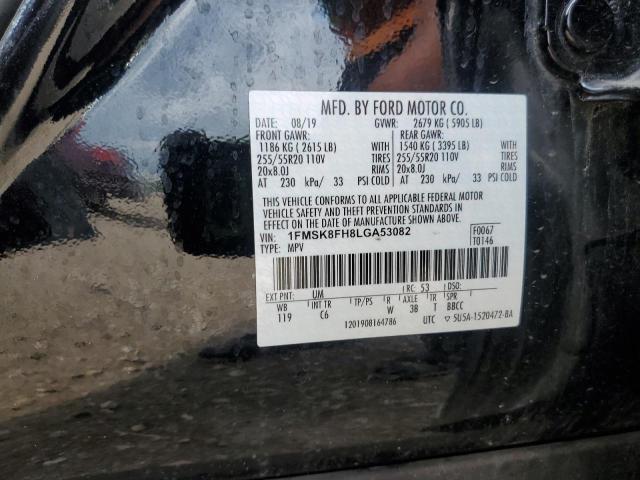 MFD. BY FORD MOTOR CO.
DATE: 08/19 GVWR: 2679 KG ( 5905 LB)
FRONT GAWR: REAR GAWR:
1186 KG ( 2615 LB) WITH 1540 KG ( 3395 LB) WITH
255/55R20 110V TIRES 255/55R20 110V TIRES
20x8.0J RIMS 20x8.0J RIMS
AT 230 kPa/ 33 PSI COLD AT 230 kPa/ 33 PSI COLD
THIS VEHICLE CONFORMS TO ALL APPLICABLE FEDERAL MOTOR
VEHICLE SAFETY AND THEFT PREVENTION STANDARDS IN
EFFECT ON THE DATE OF MANUFACTURE SHOWN ABOVE.
VIN: 1FMSK8FH8LGA53082 F0067
TYPE: MPV T0146
EXT PNT: UM RC: 53 DSO:
WB INT TR TP/PS R AXLE TR SPR
119 C6 W 3B T BBCC
1201908164786 UTC ▽ 5U5A-1520472-BA